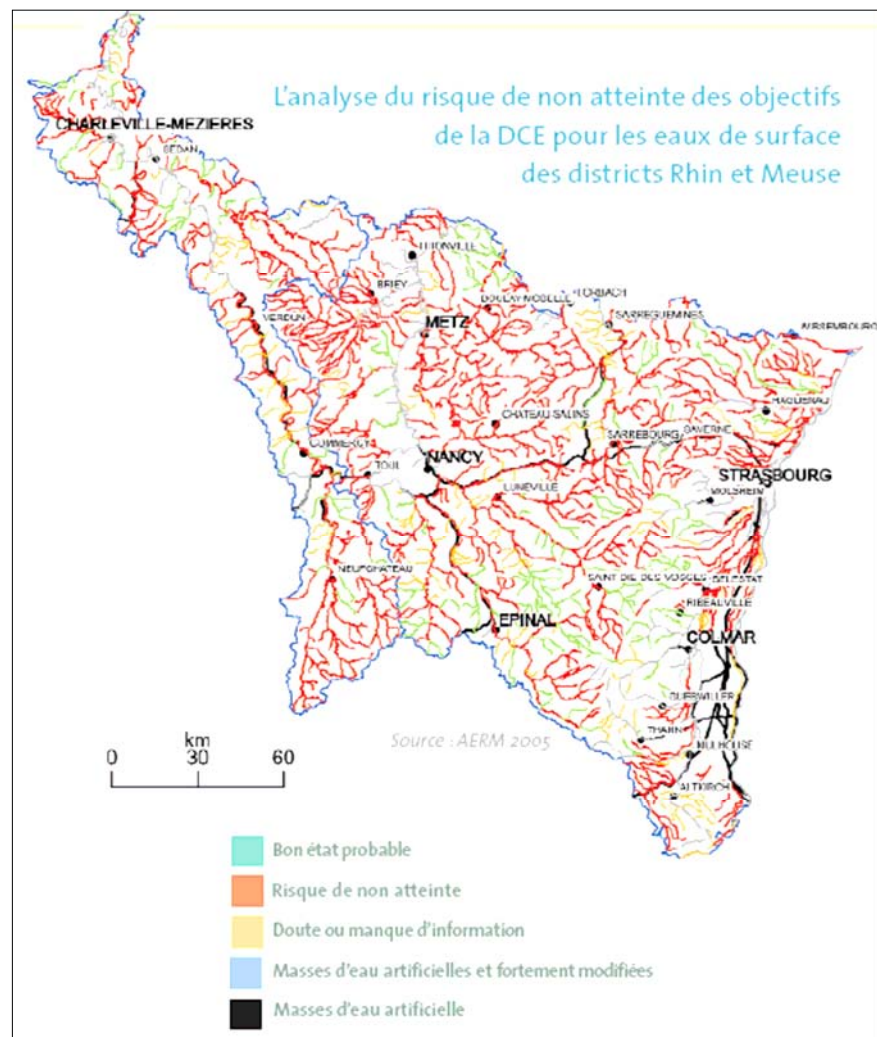 L'analyse du risque de non atteinte des objectifs
de la DCE pour les eaux de surface
des districts Rhin et Meuse
CHARLEVILLE-MEZIERES
SEDAN
THIONVILLE
BRIEY
BOULAY-MOSELLE
FORBACH
SARREGUEMINES
WISSEMBOURG
VERDUN
METZ
HAGUENAU
CHATEAU-SALINS
SARREBOURG
SAVERNE
COMMERCY
TOUL
NANCY
STRASBOURG
LUNEVILLE
MOLSHEIM
NEUFCHATEAU
SAINT-DIE-DES-VOSGES
SELESTAT
RIBEAUVILLE
EPINAL
COLMAR
GUEBWILLER
THANN
MULHOUSE
ALTKIRCH
km
0 30 60
Source : AERM 2005
Bon état probable
Risque de non atteinte
Doute ou manque d'information
Masses d'eau artificielles et fortement modifiées
Masses d'eau artificielle